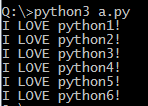 Q:\>python3 a.py
I LOVE python1!
I LOVE python2!
I LOVE python3!
I LOVE python4!
I LOVE python5!
I LOVE python6!